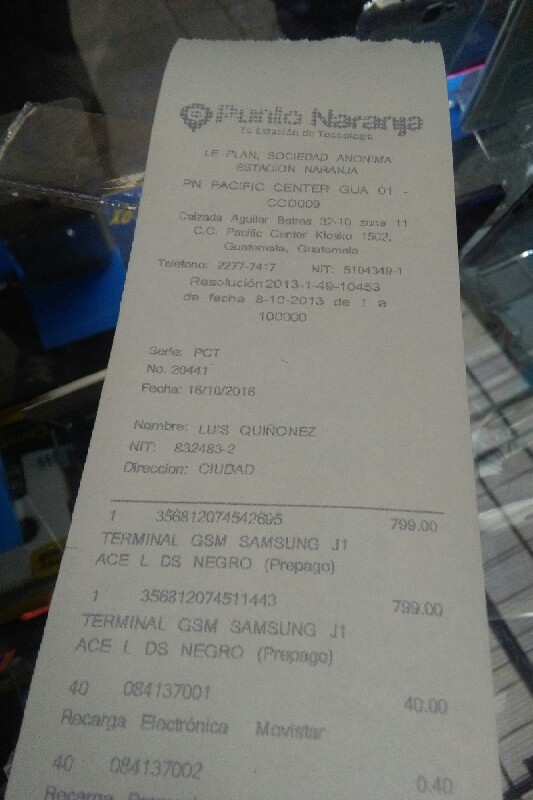 Punto Naranja
Tu Estación de Tecnología
LE PLAN, SOCIEDAD ANONIMA
ESTACION NARANJA
PN PACIFIC CENTER GUA 01 -
COD009
Calzada Aguilar Batres 32-10 zona 11
C.C. Pacific Center Kiosko 1502,
Guatemala, Guatemala
Telefono: 2277-7417 NIT: 5104349-1
Resolución 2013-1-49-10453
de fecha 8-10-2013 de 1 a
100000
Serie: PCT
No. 20441
Fecha: 16/10/2016
Nombre: LUIS QUIÑONEZ
NIT: 832483-2
Direccion: CIUDAD
1 356812074542695 799.00
TERMINAL GSM SAMSUNG J1
ACE L DS NEGRO (Prepago)
1 356812074511443 799.00
TERMINAL GSM SAMSUNG J1
ACE L DS NEGRO (Prepago)
40 084137001 40.00
Recarga Electrónica Movistar
40 084137002 0.40
Recarga